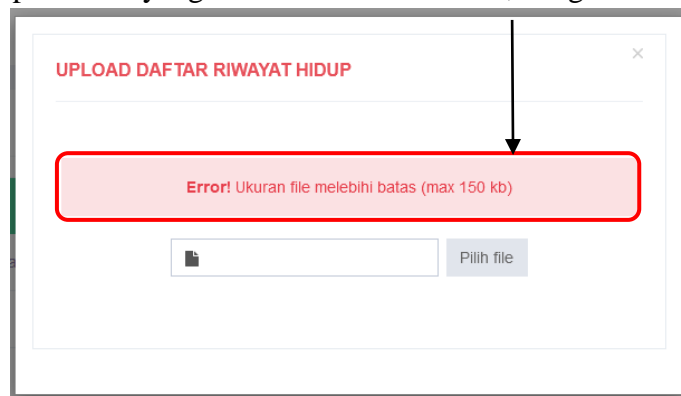 UPLOAD DAFTAR RIWAYAT HIDUP
×
Error! Ukuran file melebihi batas (max 150 kb)
Pilih file